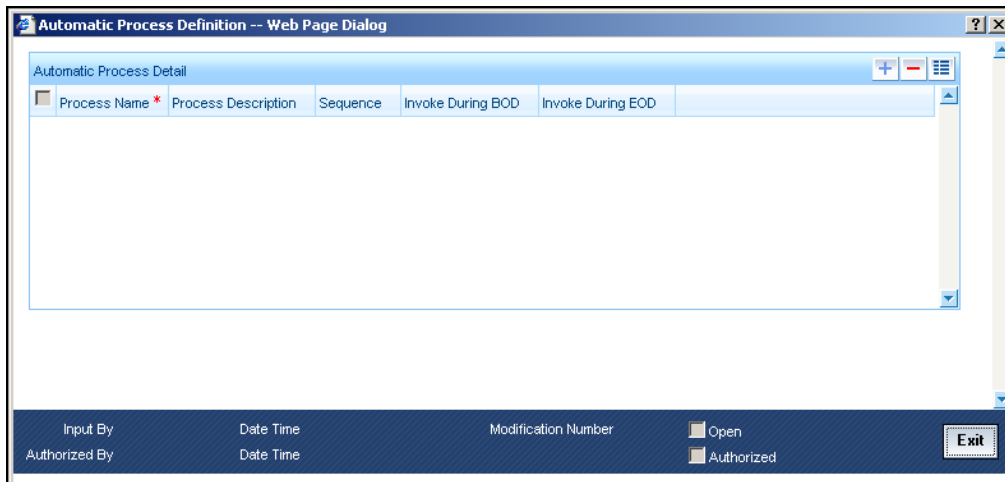 Automatic Process Definition -- Web Page Dialog
Automatic Process Detail
Process Name * Process Description Sequence Invoke During BOD Invoke During EOD
Input By Date Time Modification Number Open
Authorized By Date Time Authorized
Exit